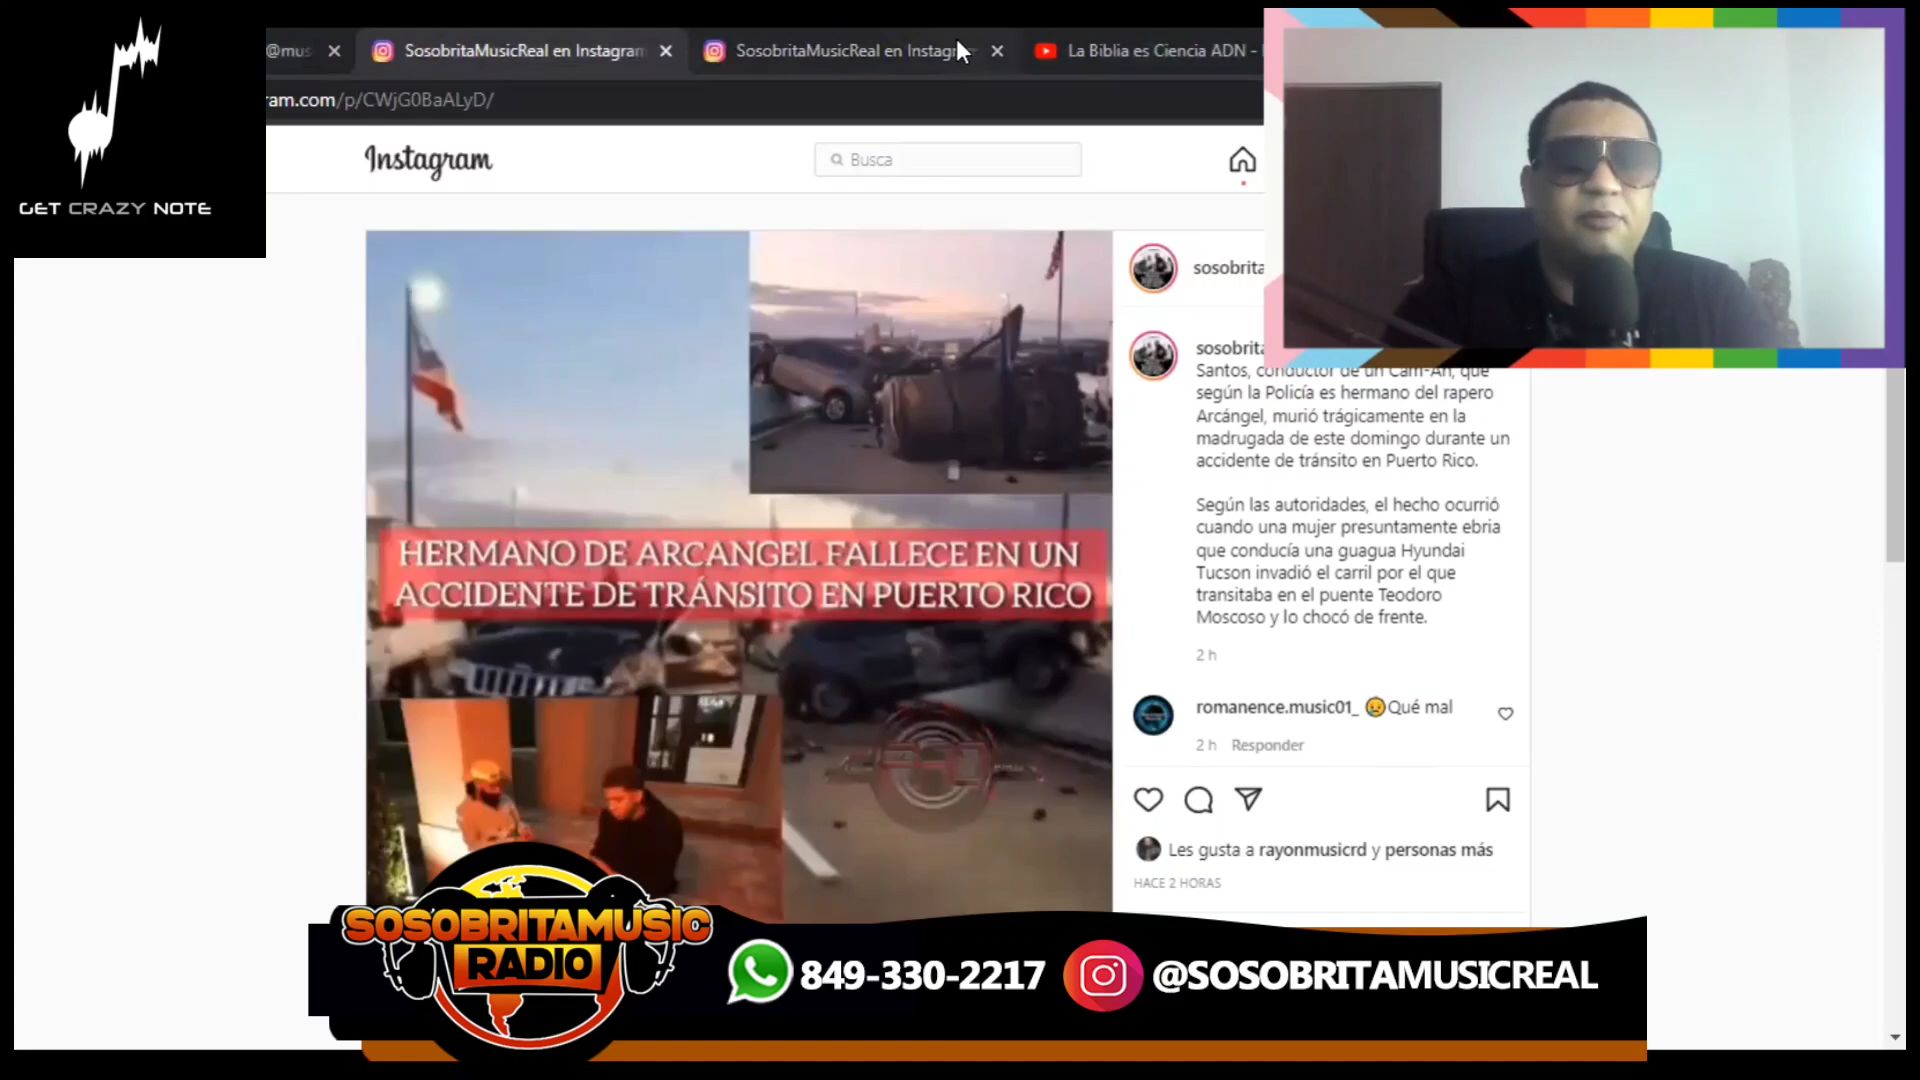 GET CRAZY NOTE
@mus
SosobritaMusicReal en Instagram
SosobritaMusicReal en Instag
La Biblia es Ciencia ADN -
ram.com/p/CWjG0BaALyD/
Instagram
Busca
sosobrita
sosobrita
Santos, conductor de un Cam-An, que
según la Policía es hermano del rapero
Arcángel, murió trágicamente en la
madrugada de este domingo durante un
accidente de tránsito en Puerto Rico.
Según las autoridades, el hecho ocurrió
cuando una mujer presuntamente ebria
que conducía una guagua Hyundai
Tucson invadió el carril por el que
transitaba en el puente Teodoro
Moscoso y lo chocó de frente.
2 h
romanence.music01_ 😥Qué mal
2 h Responder
Les gusta a rayonmusicrd y personas más
HACE 2 HORAS
HERMANO DE ARCANGEL FALLECE EN UN
ACCIDENTE DE TRÁNSITO EN PUERTO RICO
SOSOBRITAMUSIC
RADIO
849-330-2217
@SOSOBRITAMUSICREAL